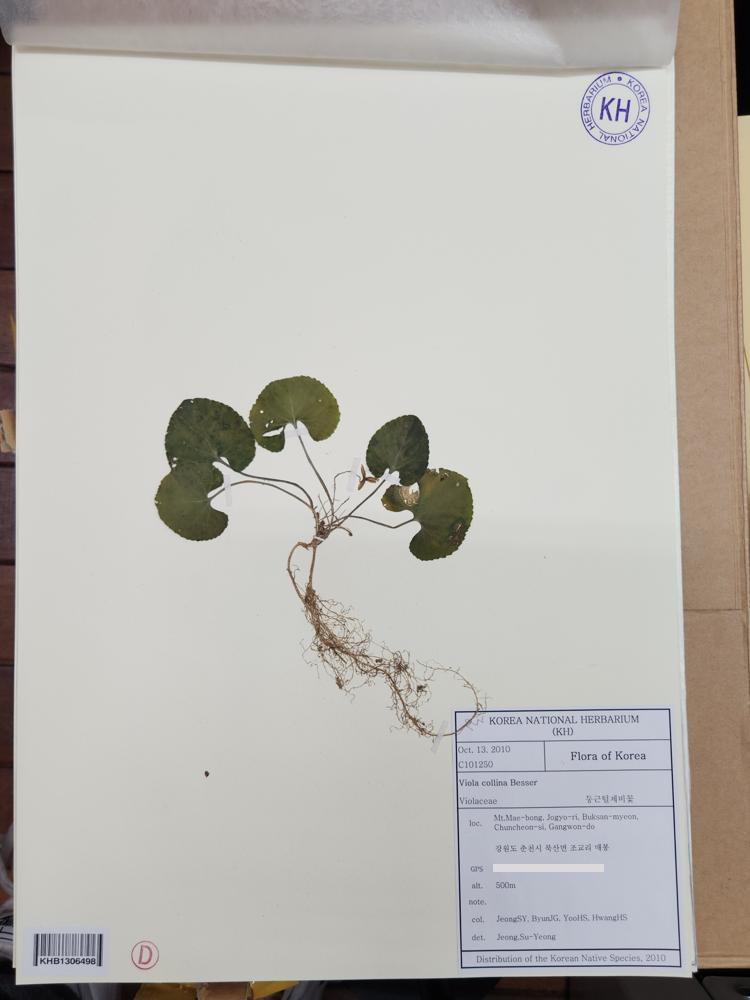 KOREA NATIONAL HERBARIUM
KH
KOREA NATIONAL HERBARIUM
(KH)
Oct. 13. 2010
C101250
Flora of Korea
Viola collina Besser
Violaceae 둥근털제비꽃
loc. Mt.Mae-bong, Jogyo-ri, Buksan-myeon,
Chuncheon-si, Gangwon-do
강원도 춘천시 북산면 조교리 매봉
GPS
alt. 500m
note.
col. JeongSY, ByunJG, YooHS, HwangHS
det. Jeong,Su-Yeong
Distribution of the Korean Native Species, 2010
KHB1306498
D